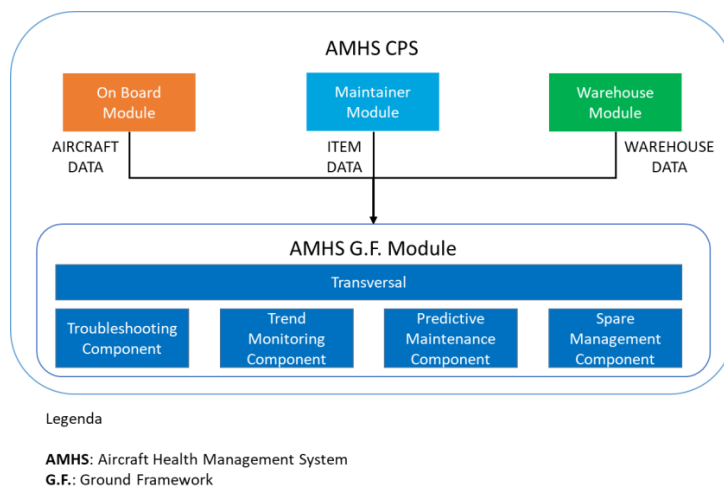 AMHS CPS
On Board
Module
Maintainer
Module
Warehouse
Module
AIRCRAFT
DATA
ITEM
DATA
WAREHOUSE
DATA
AMHS G.F. Module
Transversal
Troubleshooting
Component
Trend
Monitoring
Component
Predictive
Maintenance
Component
Spare
Management
Component
Legenda
AMHS: Aircraft Health Management System
G.F.: Ground Framework